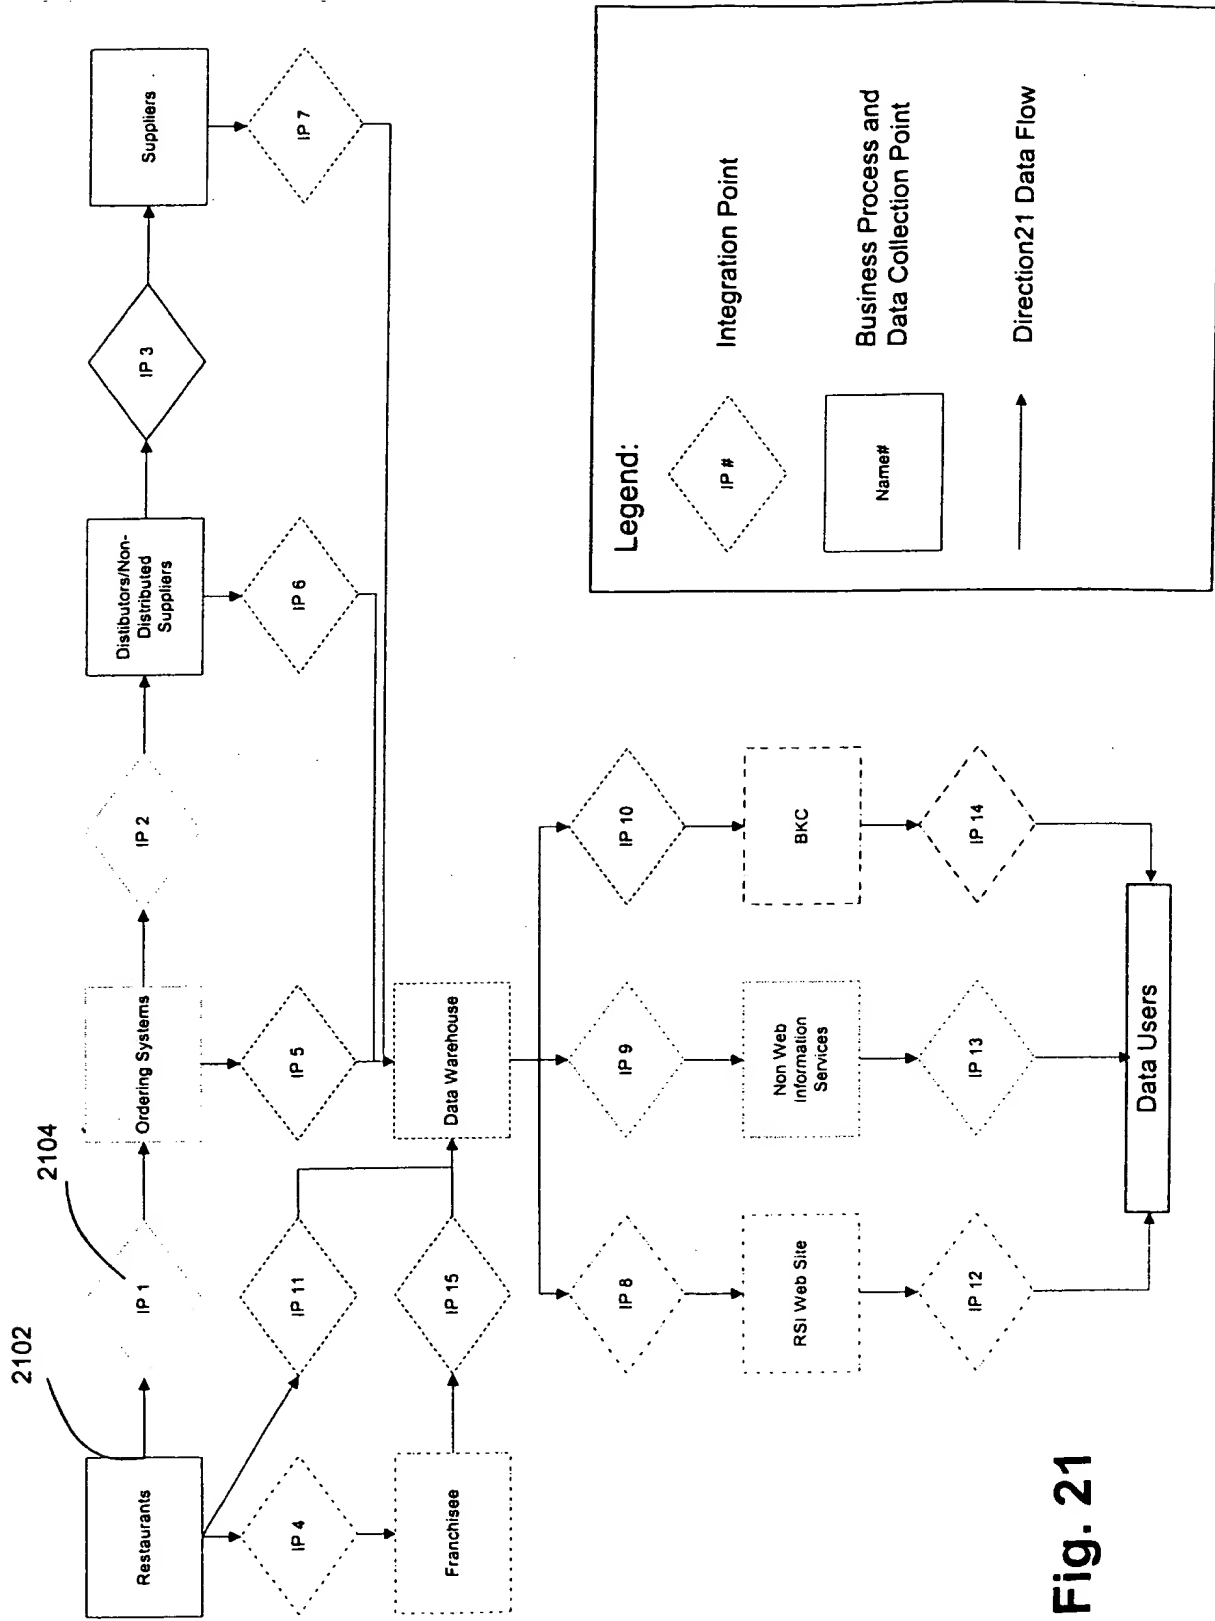 2102
2104
Restaurants
IP 1
Ordering Systems
IP 2
Distibutors/Non-
Distributed
Suppliers
IP 3
Suppliers
IP 4
IP 11
IP 5
IP 6
IP 7
Franchisee
IP 15
Data Warehouse
IP 8
IP 9
IP 10
RSI Web Site
Non Web
Information
Services
BKC
IP 12
IP 13
IP 14
Data Users
Legend:
IP #
Integration Point
Name#
Business Process and
Data Collection Point
Direction21 Data Flow
Fig. 21